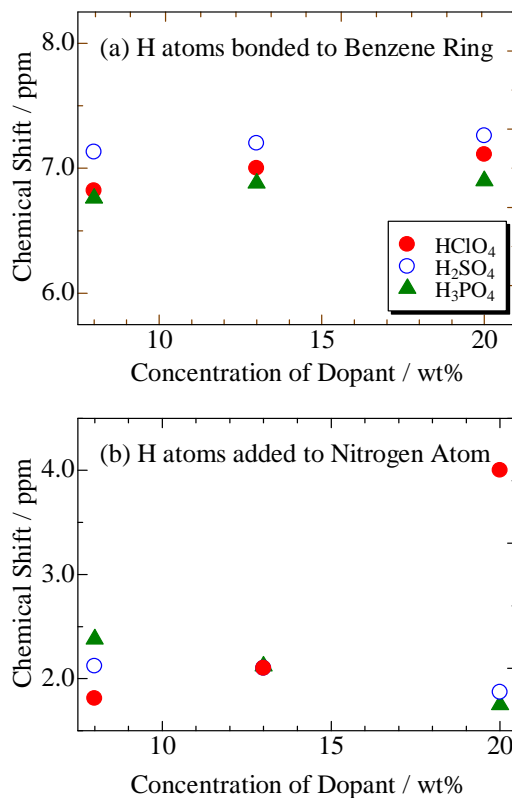 8.0
(a) H atoms bonded to Benzene Ring
7.0
Chemical Shift / ppm
HClO₄
H₂SO₄
H₃PO₄
6.0
10 15 20
Concentration of Dopant / wt%
(b) H atoms added to Nitrogen Atom
4.0
3.0
Chemical Shift / ppm
2.0
10 15 20
Concentration of Dopant / wt%